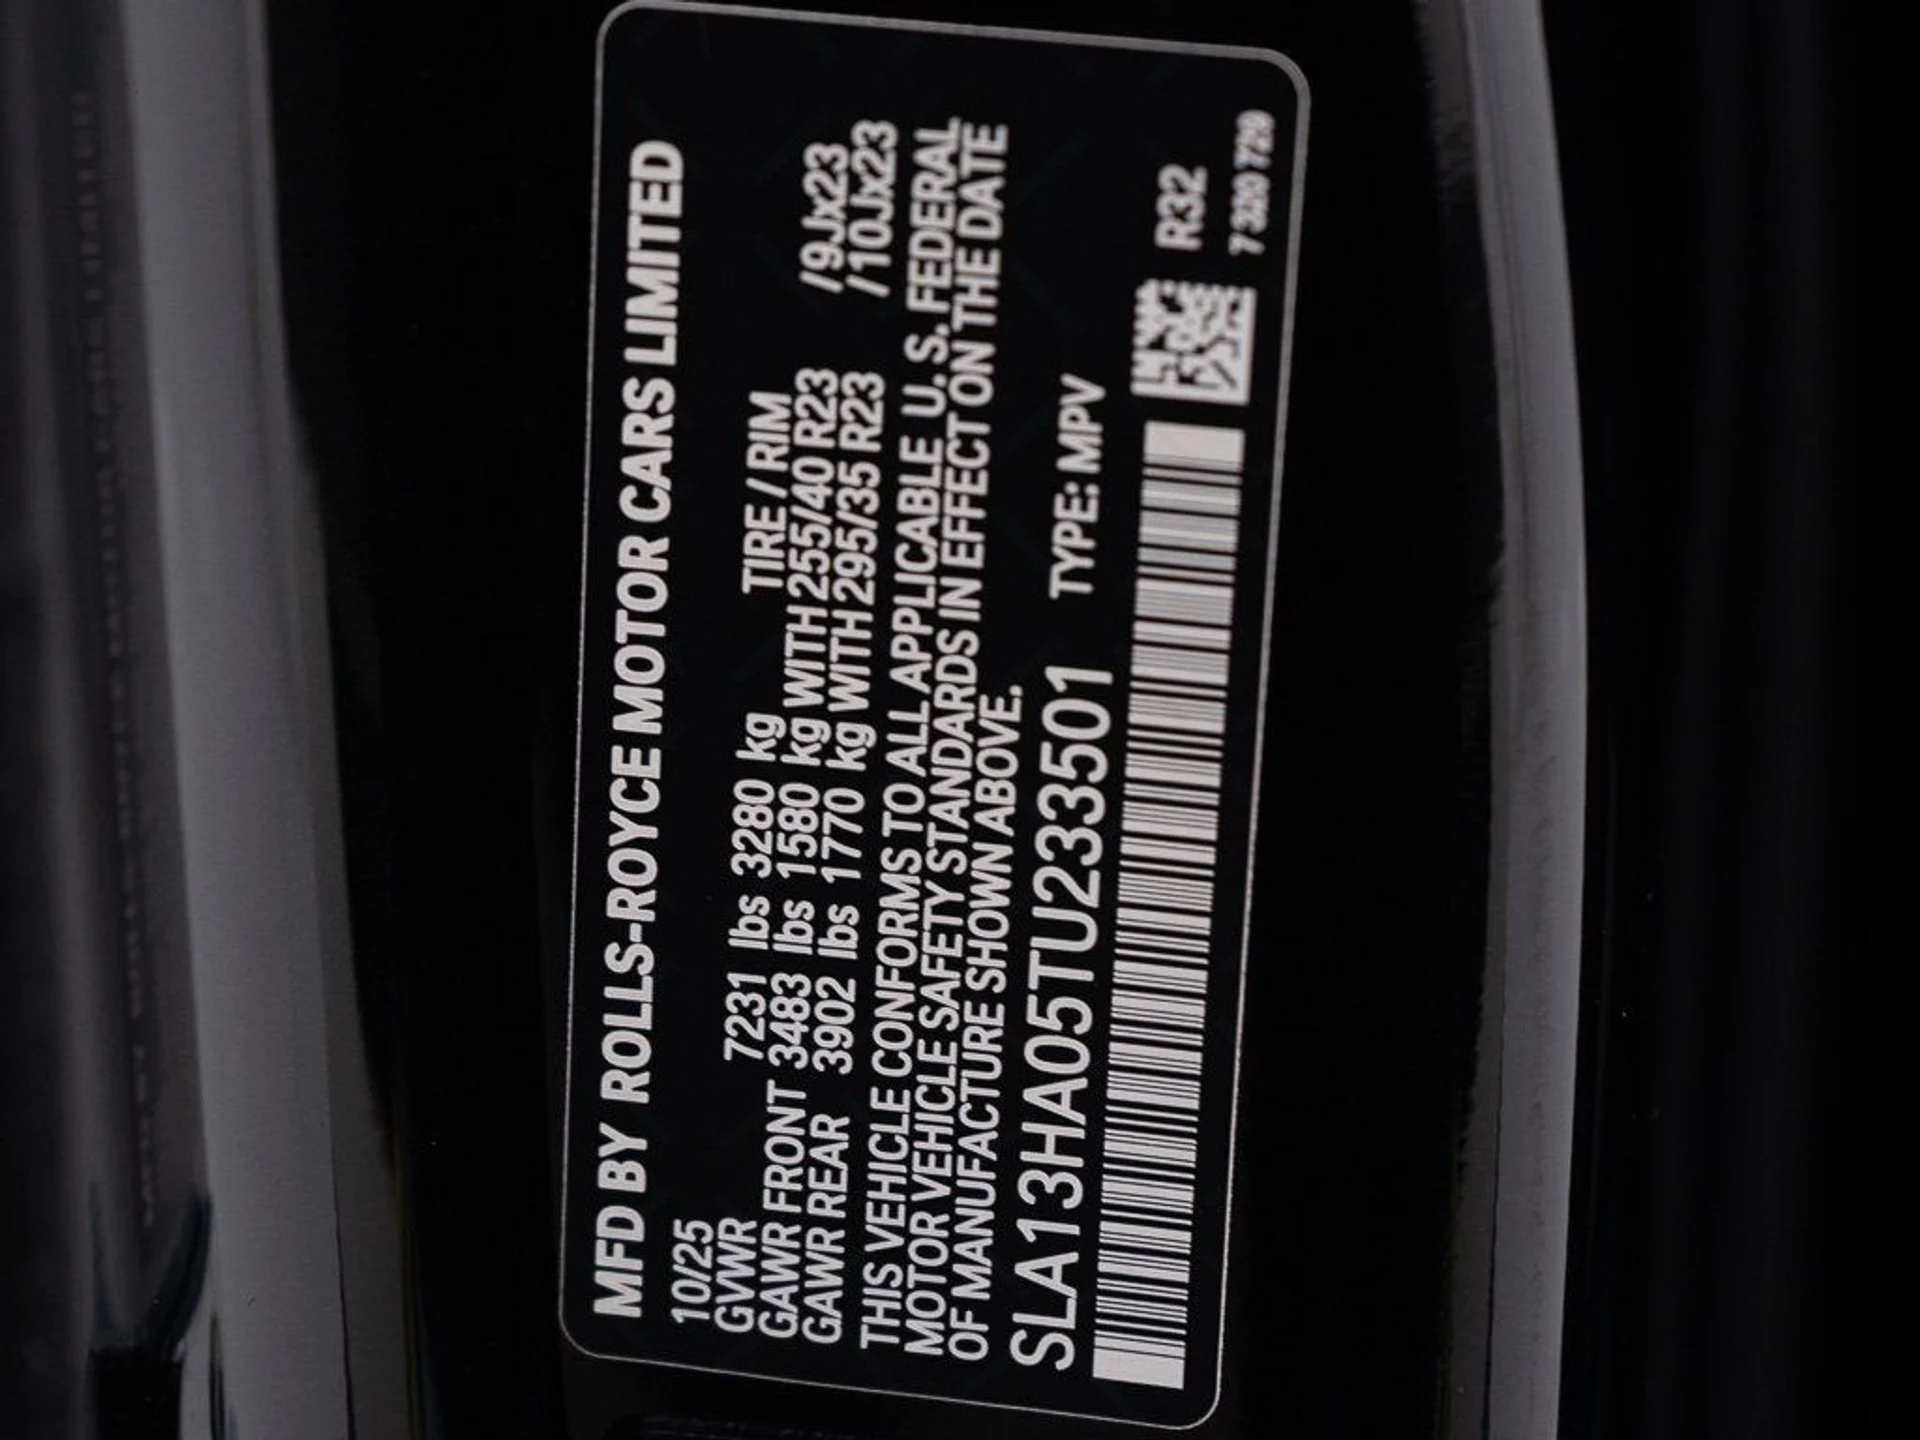 MFD BY ROLLS-ROYCE MOTOR CARS LIMITED
10/25
GVWR 7231 lbs 3280 kg TIRE / RIM
GAWR FRONT 3483 lbs 1580 kg WITH 255/40 R23 /9Jx23
GAWR REAR 3902 lbs 1770 kg WITH 295/35 R23 /10Jx23
THIS VEHICLE CONFORMS TO ALL APPLICABLE U. S. FEDERAL
MOTOR VEHICLE SAFETY STANDARDS IN EFFECT ON THE DATE
OF MANUFACTURE SHOWN ABOVE.
SLA13HA05TU233501 TYPE: MPV
R32
7 320 729